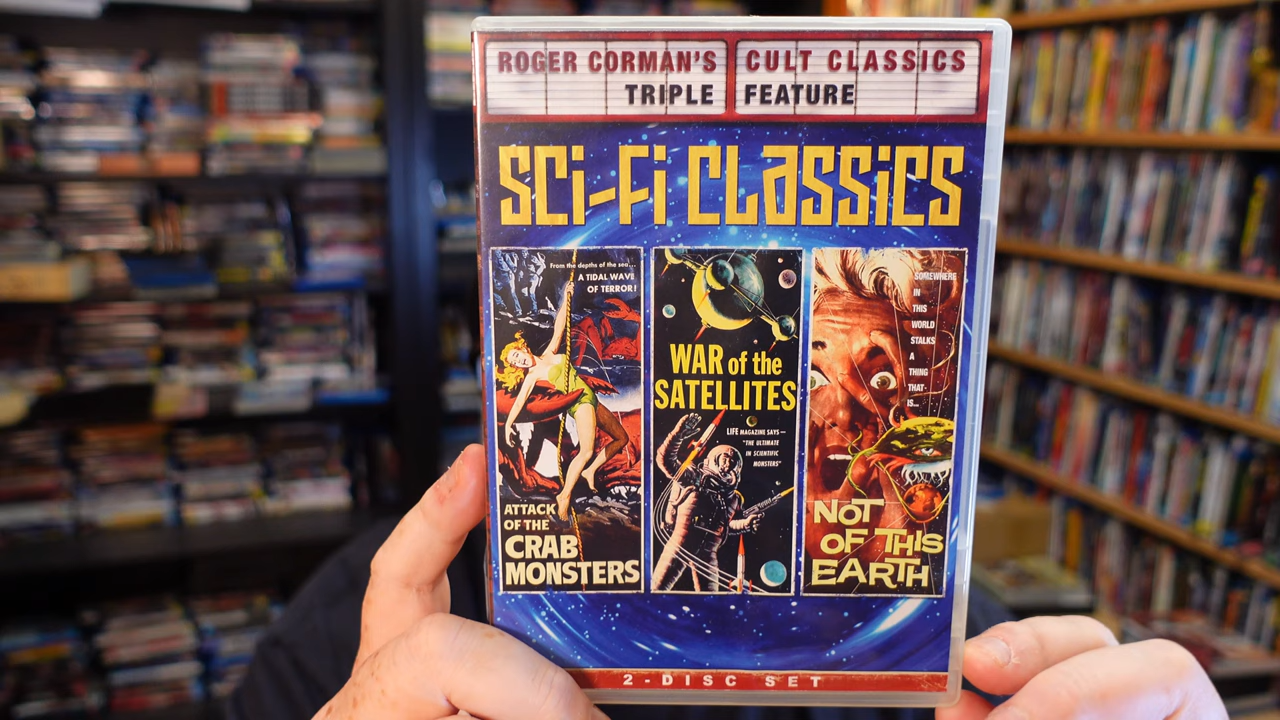 ROGER CORMAN'S CULT CLASSICS
TRIPLE FEATURE
SCi-Fi CLaSSiCS
From the depths of the sea...
A TIDAL WAVE
OF TERROR!
ATTACK
OF THE
CRAB
MONSTERS
WAR of the
SATELLITES
LIFE MAGAZINE SAYS—
"THE ULTIMATE
IN SCIENTIFIC
MONSTERS"
SOMEWHERE
IN
THIS
WORLD
STALKS
A
THING
THAT
IS...
NOT
OF THIS
EARTH
2-DISC SET